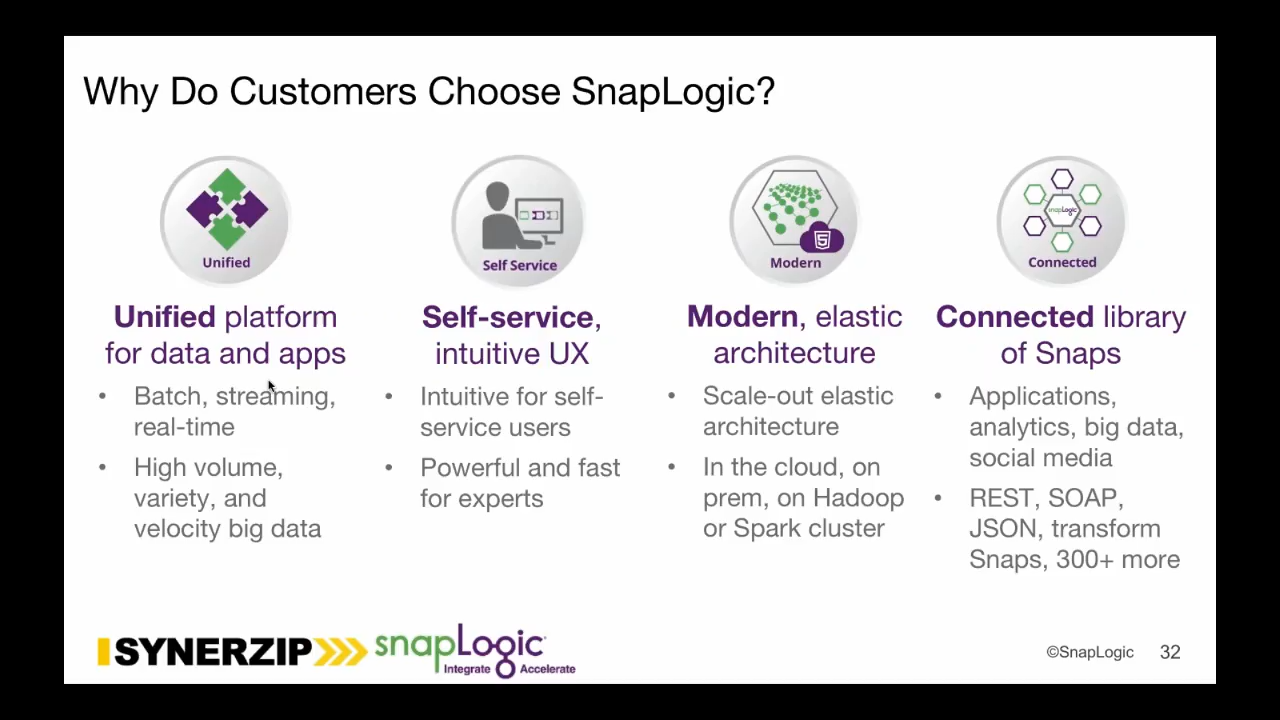 Why Do Customers Choose SnapLogic?
Unified
Self Service
Modern
snapLogic
Connected
Unified platform
for data and apps
• Batch, streaming,
real-time
• High volume,
variety, and
velocity big data
Self-service,
intuitive UX
• Intuitive for self-
service users
• Powerful and fast
for experts
Modern, elastic
architecture
• Scale-out elastic
architecture
• In the cloud, on
prem, on Hadoop
or Spark cluster
Connected library
of Snaps
• Applications,
analytics, big data,
social media
• REST, SOAP,
JSON, transform
Snaps, 300+ more
SYNERZIP
snapLogic
Integrate Accelerate
©SnapLogic 32